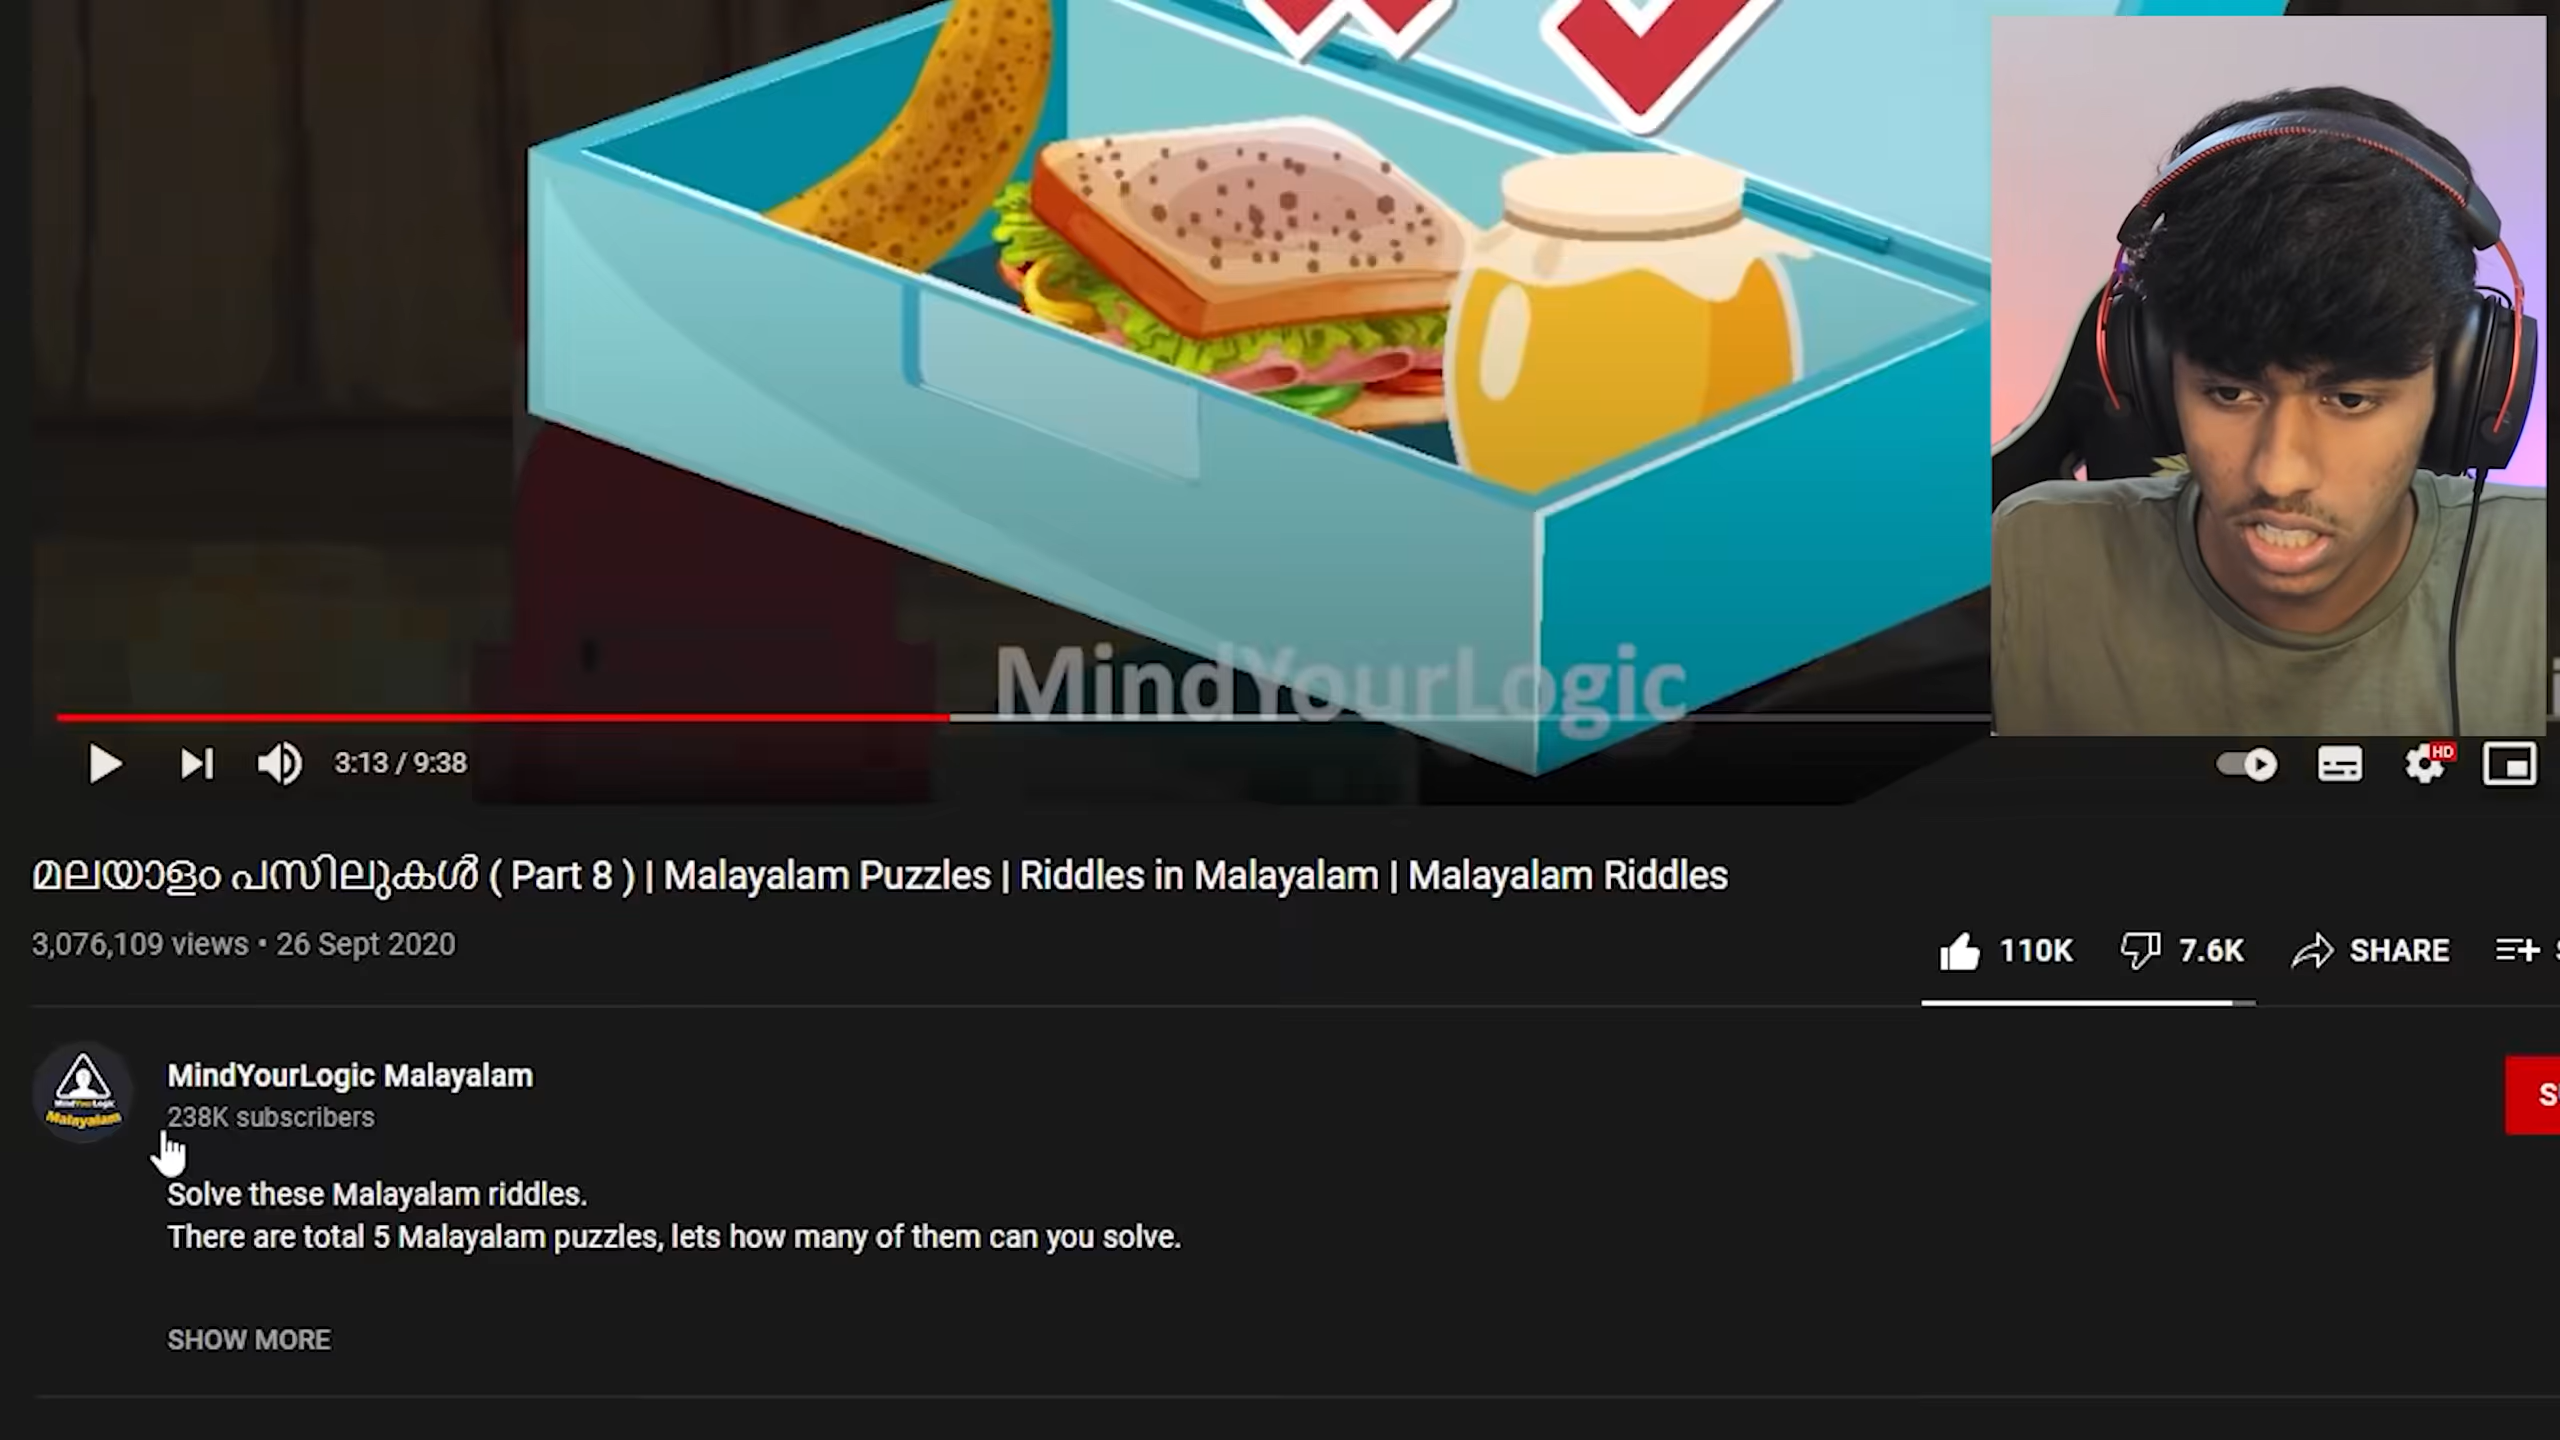 MindYourLogic
3:13 / 9:38
HD
മലയാളം പസിലുകൾ ( Part 8 ) | Malayalam Puzzles | Riddles in Malayalam | Malayalam Riddles
3,076,109 views • 26 Sept 2020
110K
7.6K
SHARE
MindYourLogic Malayalam
238K subscribers
MindYourLogic
Malayalam
Solve these Malayalam riddles.
There are total 5 Malayalam puzzles, lets how many of them can you solve.
SHOW MORE